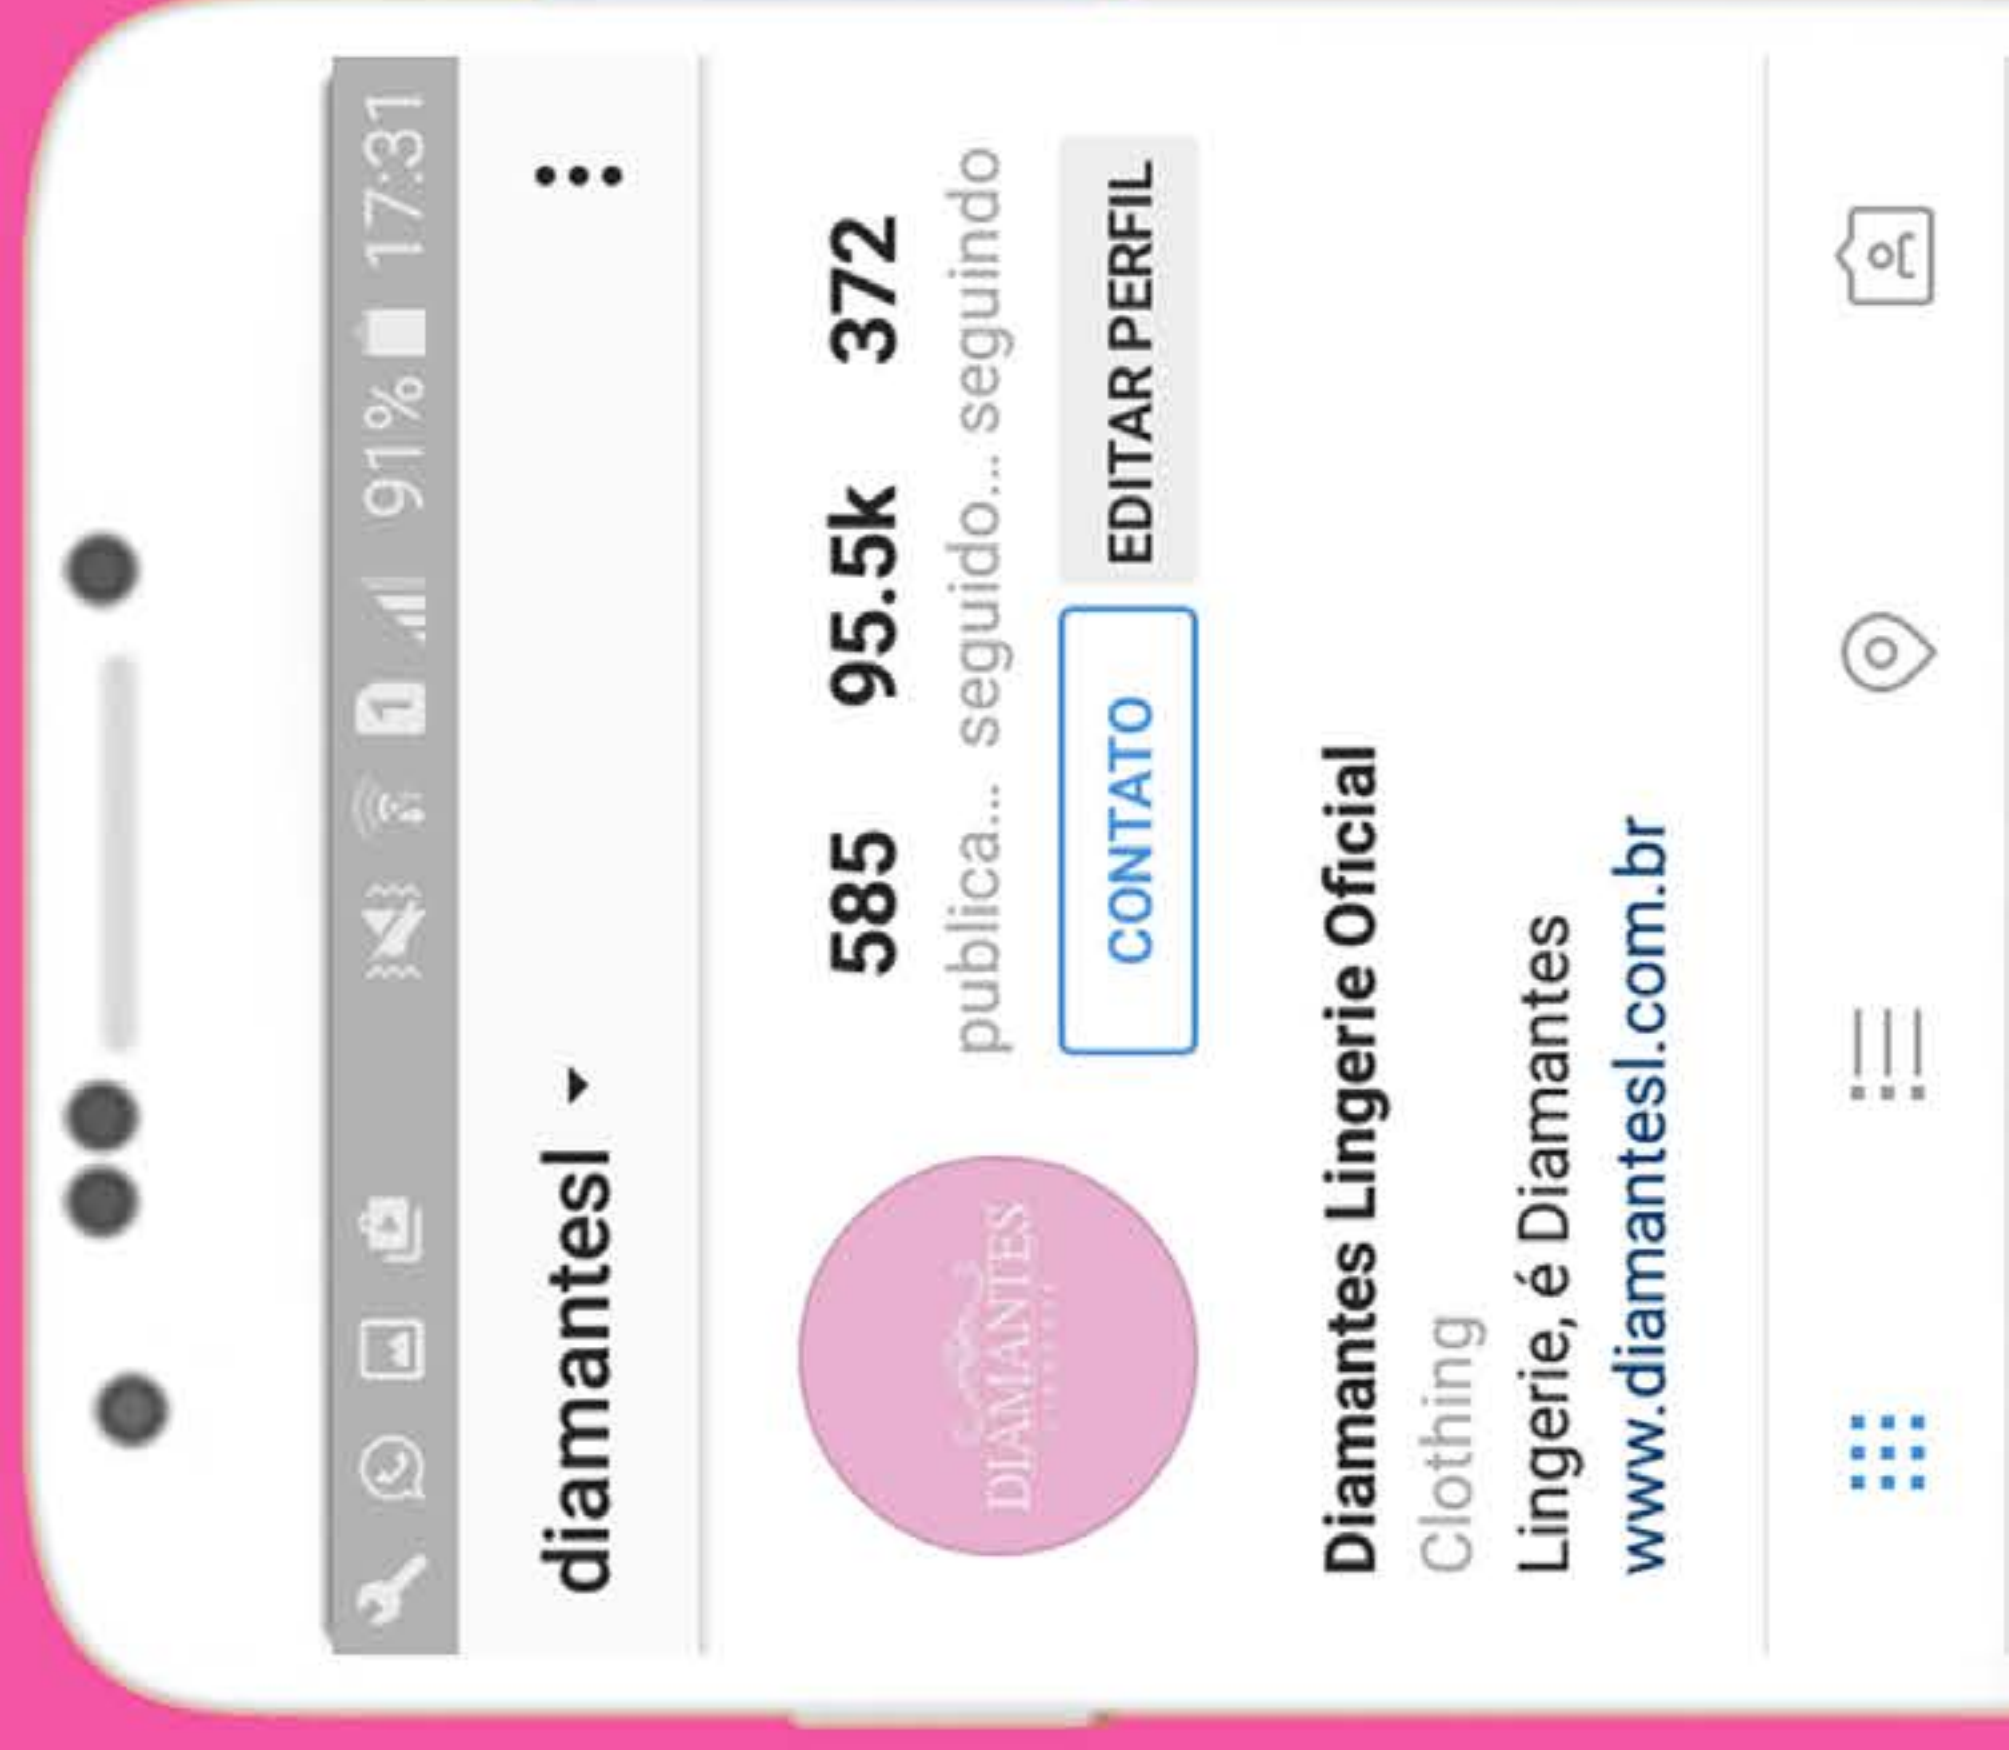 1 91% 17:31
diamantesl
585 95.5k 372
publica... seguido... seguindo
CONTATO EDITAR PERFIL
DIAMANTES
Diamantes Lingerie Oficial
Clothing
Lingerie, é Diamantes
www.diamantesl.com.br